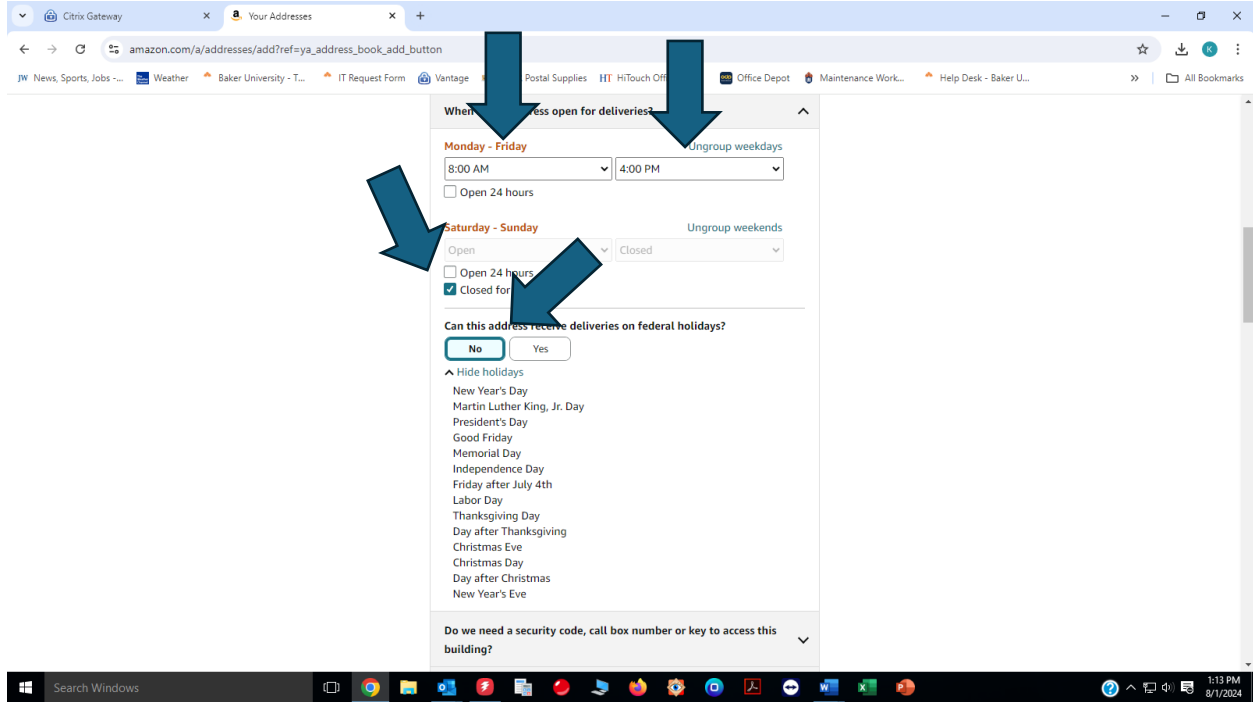 Citrix Gateway
Your Addresses
amazon.com/a/addresses/add?ref=ya_address_book_add_button
News, Sports, Jobs -...
Weather
Baker University - T...
IT Request Form
Vantage
Postal Supplies
HiTouch Off
Office Depot
Maintenance Work...
Help Desk - Baker U...
All Bookmarks
When ress open for deliveries?
Monday - Friday
Ungroup weekdays
8:00 AM
4:00 PM
Open 24 hours
Saturday - Sunday
Ungroup weekends
Open
Closed
Open 24 hours
Closed for
Can this address receive deliveries on federal holidays?
No
Yes
Hide holidays
New Year's Day
Martin Luther King, Jr. Day
President's Day
Good Friday
Memorial Day
Independence Day
Friday after July 4th
Labor Day
Thanksgiving Day
Day after Thanksgiving
Christmas Eve
Christmas Day
Day after Christmas
New Year's Eve
Do we need a security code, call box number or key to access this
building?
Search Windows
1:13 PM
8/1/2024